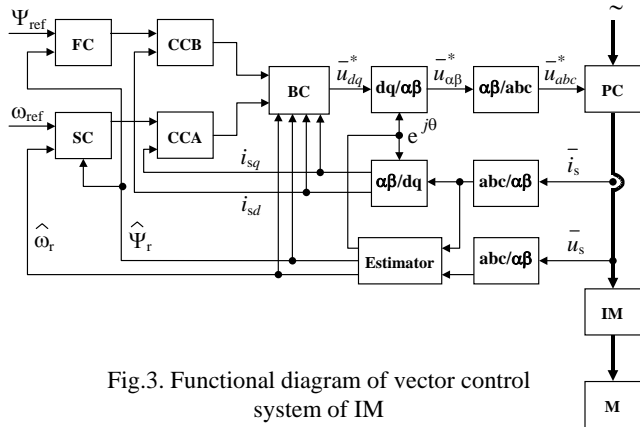 Ψref
FC
CCB
ωref
SC
CCA
BC
ū*dq
dq/αβ
ū*αβ
αβ/abc
ū*abc
~
PC
e jθ
isq
isd
αβ/dq
abc/αβ
īs
ω̂r
Ψ̂r
Estimator
abc/αβ
ūs
IM
M
Fig.3. Functional diagram of vector control
system of IM